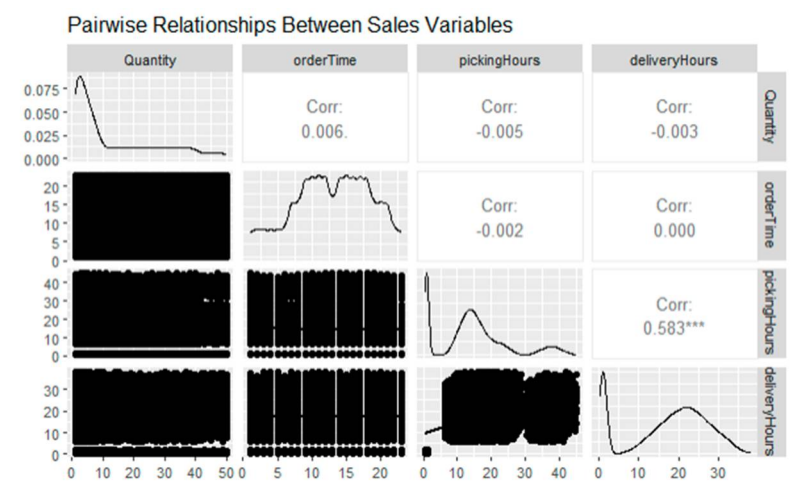 Pairwise Relationships Between Sales Variables
Quantity orderTime pickingHours deliveryHours
0.075
0.050
0.025
0.000
Corr:
0.006.
Corr:
-0.005
Corr:
-0.003
Quantity
20
15
10
5
0
Corr:
-0.002
Corr:
0.000
orderTime
40
30
20
10
0
Corr:
0.583***
pickingHours
30
20
10
0
deliveryHours
0 10 20 30 40 50 0 5 10 15 20 0 10 20 30 40 0 10 20 30